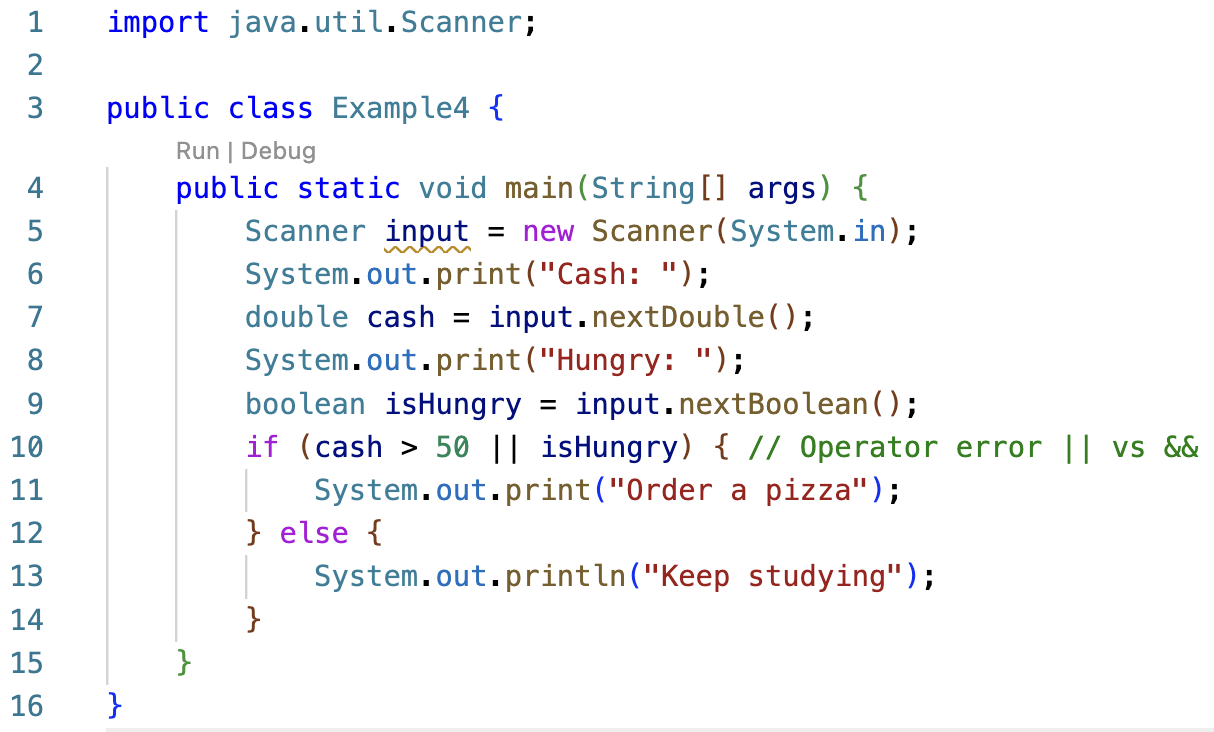 1 import java.util.Scanner;
2
3 public class Example4 {
Run | Debug
4     public static void main(String[] args) {
5         Scanner input = new Scanner(System.in);
6         System.out.print("Cash: ");
7         double cash = input.nextDouble();
8         System.out.print("Hungry: ");
9         boolean isHungry = input.nextBoolean();
10         if (cash > 50 || isHungry) { // Operator error || vs &&
11             System.out.print("Order a pizza");
12         } else {
13             System.out.println("Keep studying");
14         }
15     }
16 }